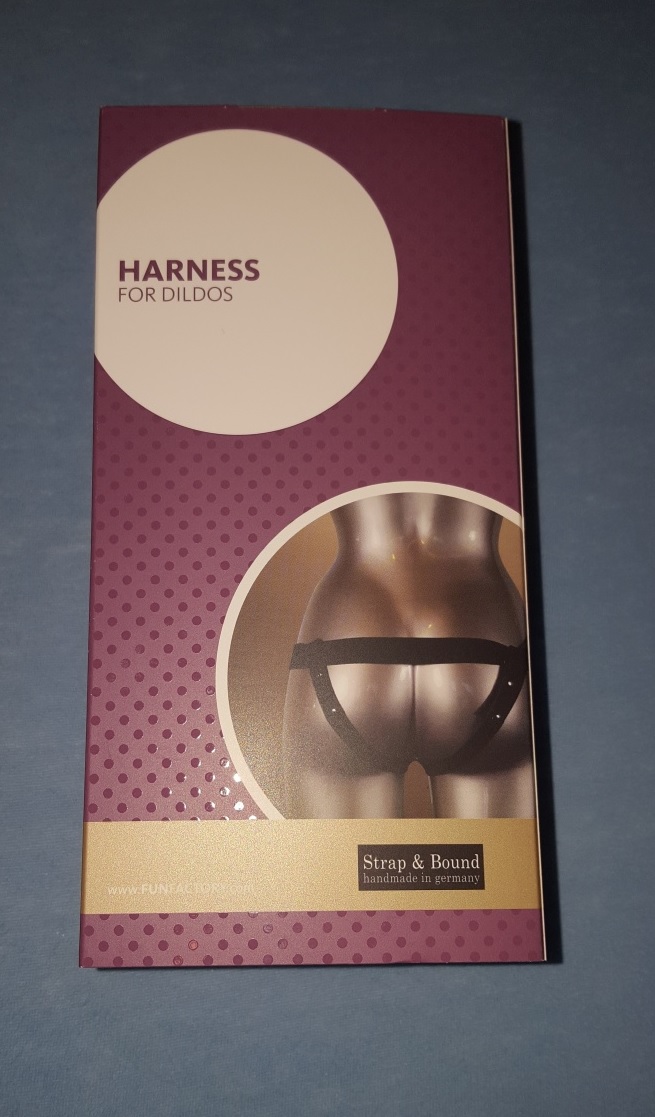 HARNESS
FOR DILDOS
Strap & Bound
handmade in germany
www.FUNFACTORY.com